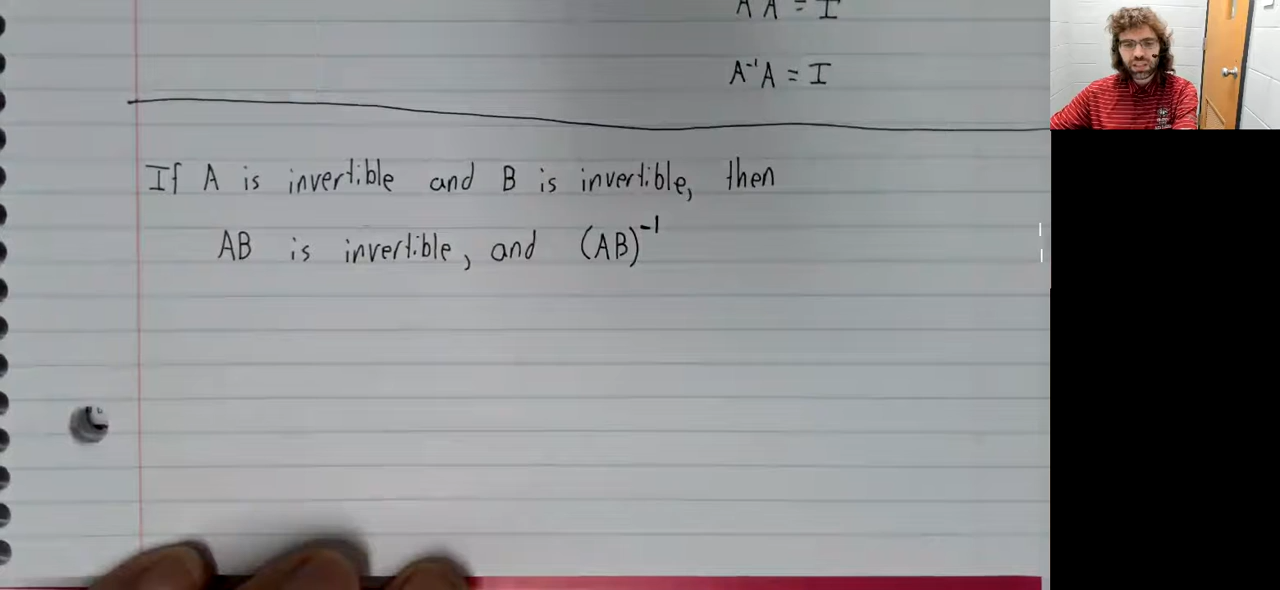 A A = I
A⁻¹A = I
If A is invertible and B is invertible, then
AB is invertible, and (AB)⁻¹